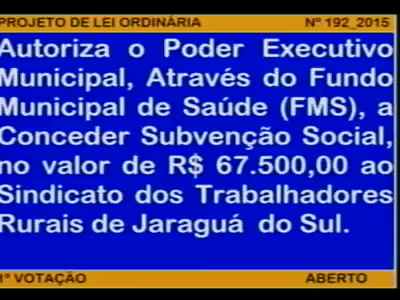 PROJETO DE LEI ORDINÁRIA Nº 192_2015
Autoriza o Poder Executivo
Municipal, Através do Fundo
Municipal de Saúde (FMS), a
Conceder Subvenção Social,
no valor de R$ 67.500,00 ao
Sindicato dos Trabalhadores
Rurais de Jaraguá do Sul.
1ª VOTAÇÃO ABERTO